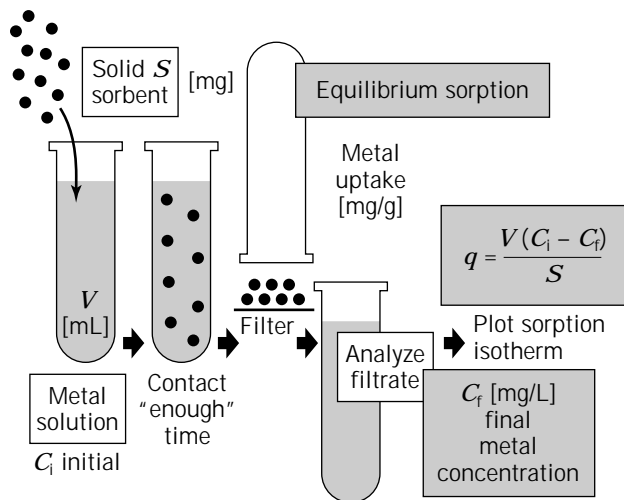 Solid S
sorbent
[mg]
Equilibrium sorption
Metal
uptake
[mg/g]
q = V(Ci – Cf) / S
V
[mL]
Filter
Plot sorption
isotherm
Analyze
filtrate
Metal
solution
Ci initial
Contact
“enough”
time
Cf [mg/L]
final
metal
concentration